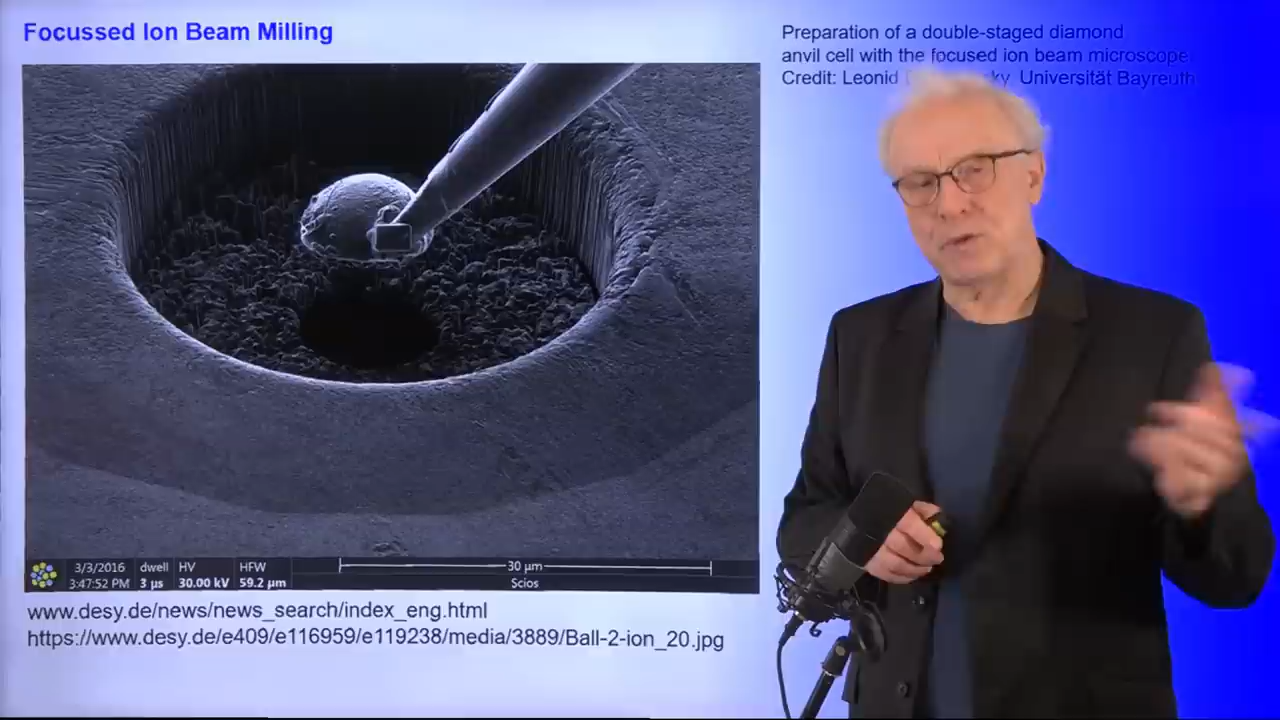 Focussed Ion Beam Milling
Preparation of a double-staged diamond
anvil cell with the focused ion beam microscope
Credit: Leonid Universität Bayreuth
3/3/2016 dwell HV HFW 30 µm
3:47:52 PM 3 µs 30.00 kV 59.2 µm Scios
www.desy.de/news/news_search/index_eng.html
https://www.desy.de/e409/e116959/e119238/media/3889/Ball-2-ion_20.jpg